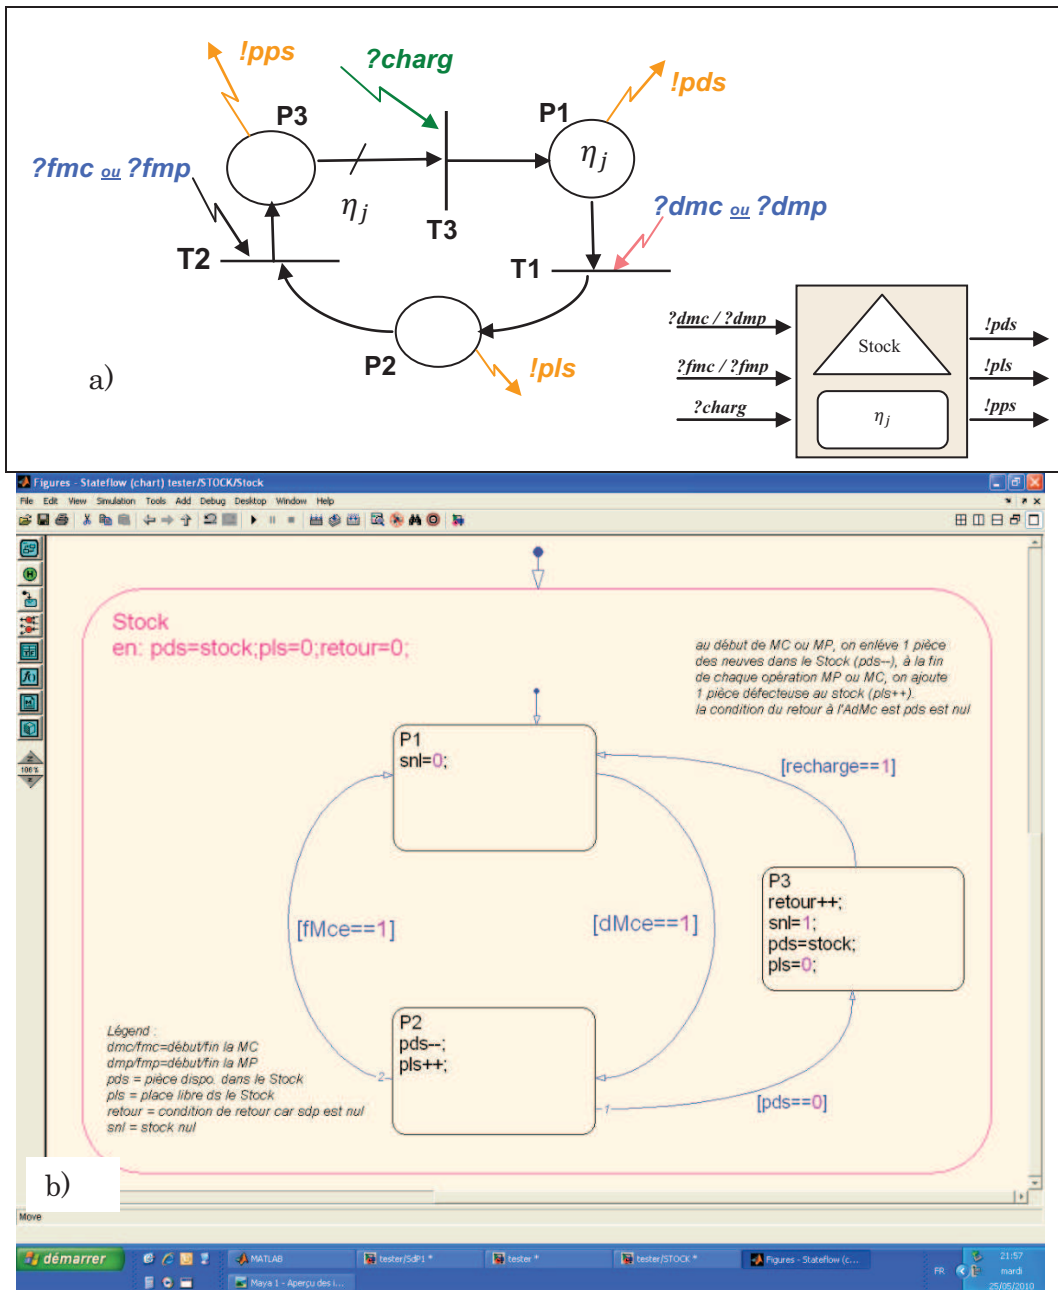 !pps
?charg
!pds
P3
P1
η_j
?fmc ou ?fmp
η_j
?dmc ou ?dmp
T3
T2
T1
P2
!pls
a)
?dmc / ?dmp
!pds
Stock
?fmc / ?fmp
!pls
?charg
η_j
!pps
Figures - Stateflow (chart) tester/STOCK/Stock
File Edit View Simulation Tools Add Debug Desktop Window Help
Stock
en: pds=stock;pls=0;retour=0;
au début de MC ou MP, on enlève 1 pièce
des neuves dans le Stock (pds--), à la fin
de chaque opération MP ou MC, on ajoute
1 pièce défecteuse au stock (pls++).
la condition du retour à l'AdMc est pds est nul
P1
snl=0;
[recharge==1]
100 %
P3
retour++;
snl=1;
pds=stock;
pls=0;
[fMce==1]
[dMce==1]
P2
pds--;
pls++;
2
1
[pds==0]
Légend :
dmc/fmc=début/fin la MC
dmp/fmp=début/fin la MP
pds = pièce dispo. dans le Stock
pls = place libre ds le Stock
retour = condition de retour car sdp est nul
snl = stock nul
b)
Move
démarrer
MATLAB
tester/SdP1 *
tester *
tester/STOCK *
Figures - Stateflow (c...
Maya 1 - Aperçu des i...
FR
21:57
mardi
25/05/2010